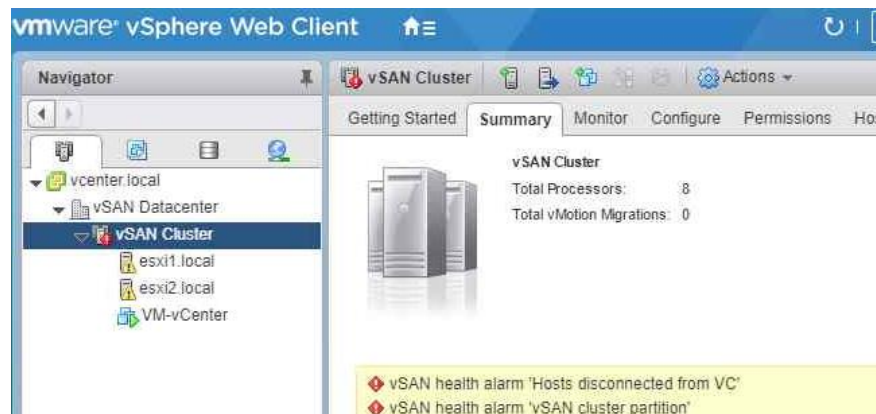 vmware® vSphere Web Client
Navigator
vcenter.local
vSAN Datacenter
vSAN Cluster
esxi1.local
esxi2.local
VM-vCenter
vSAN Cluster Actions
Getting Started Summary Monitor Configure Permissions Hos
vSAN Cluster
Total Processors: 8
Total vMotion Migrations: 0
vSAN health alarm 'Hosts disconnected from VC'
vSAN health alarm 'vSAN cluster partition'